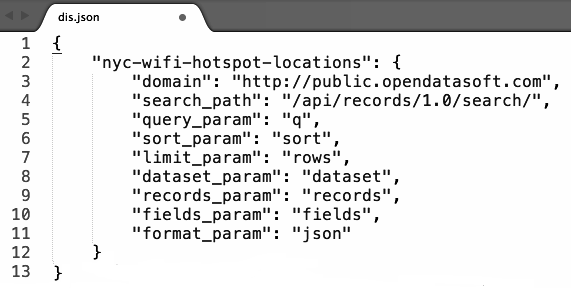 dis.json
1 {
2 "nyc-wifi-hotspot-locations": {
3 "domain": "http://public.opendatasoft.com",
4 "search_path": "/api/records/1.0/search/",
5 "query_param": "q",
6 "sort_param": "sort",
7 "limit_param": "rows",
8 "dataset_param": "dataset",
9 "records_param": "records",
10 "fields_param": "fields",
11 "format_param": "json"
12 }
13 }